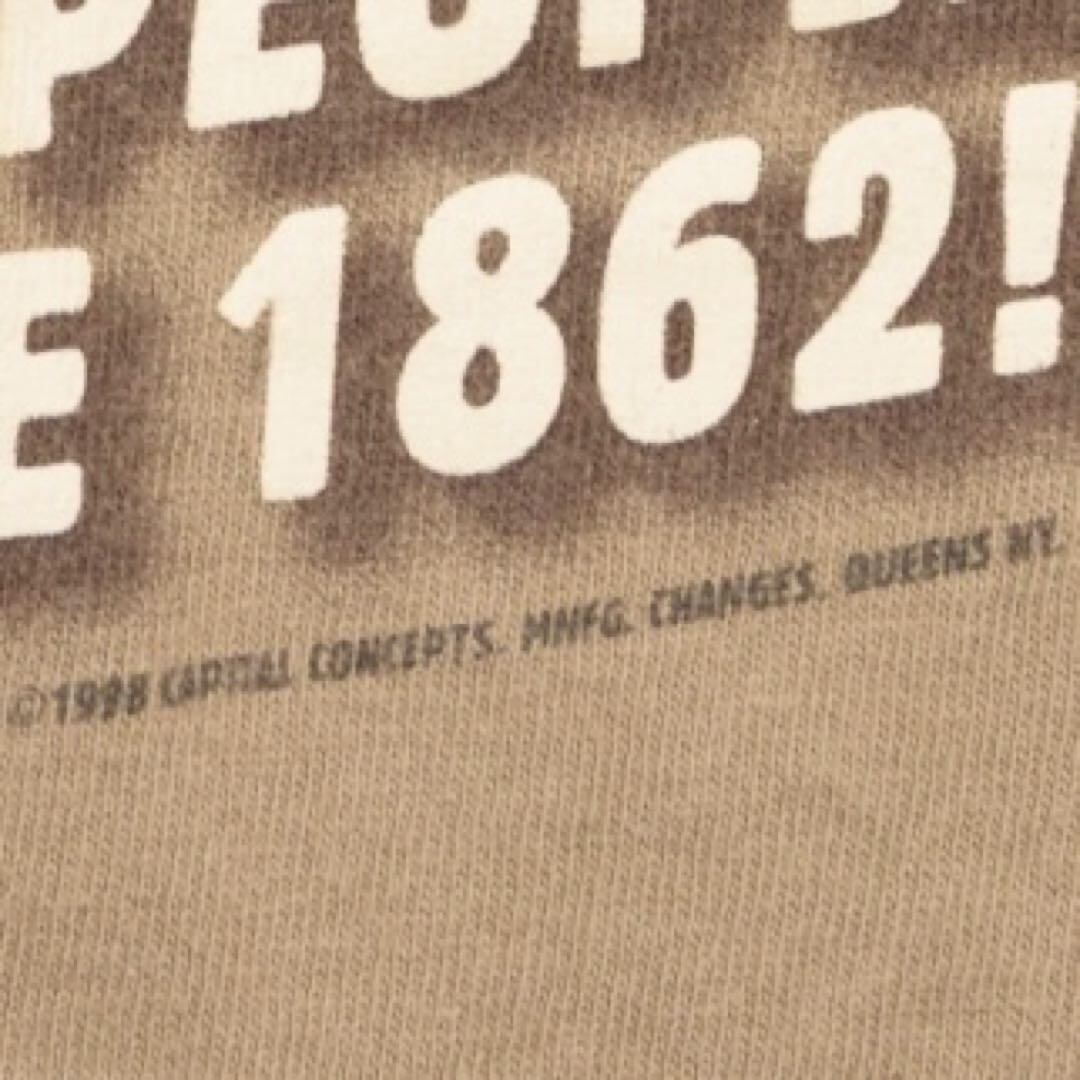 E 1862!
©1998 CAPITAL CONCEPTS. MNFG. CHANGES. QUEENS NY.